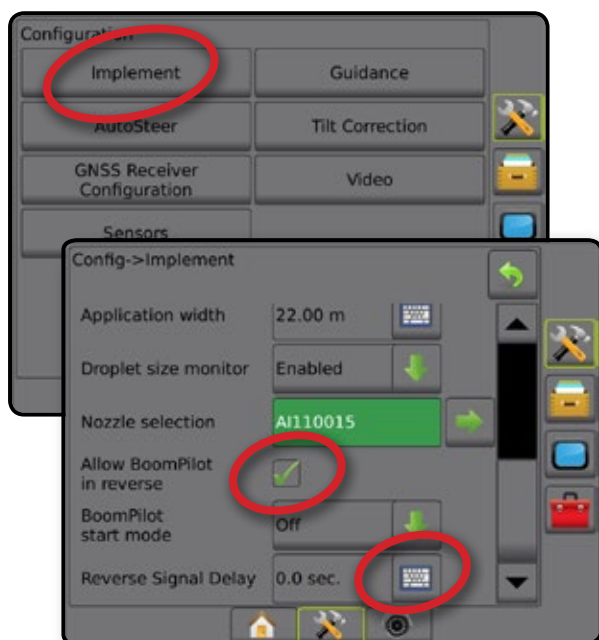 Configuration
Implement
Guidance
AutoSteer
Tilt Correction
GNSS Receiver
Configuration
Video
Sensors
Config->Implement
Application width
22.00 m
Droplet size monitor
Enabled
Nozzle selection
AI110015
Allow BoomPilot
in reverse
BoomPilot
start mode
Off
Reverse Signal Delay
0.0 sec.